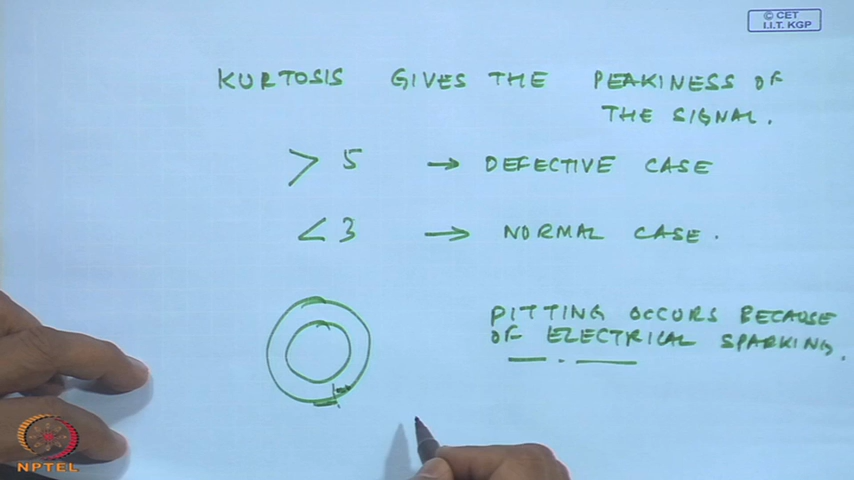 © CET
I.I.T. KGP
KURTOSIS GIVES THE PEAKINESS OF
THE SIGNAL.
> 5 → DEFECTIVE CASE
< 3 → NORMAL CASE.
PITTING OCCURS BECAUSE
OF ELECTRICAL SPARKING.
NPTEL